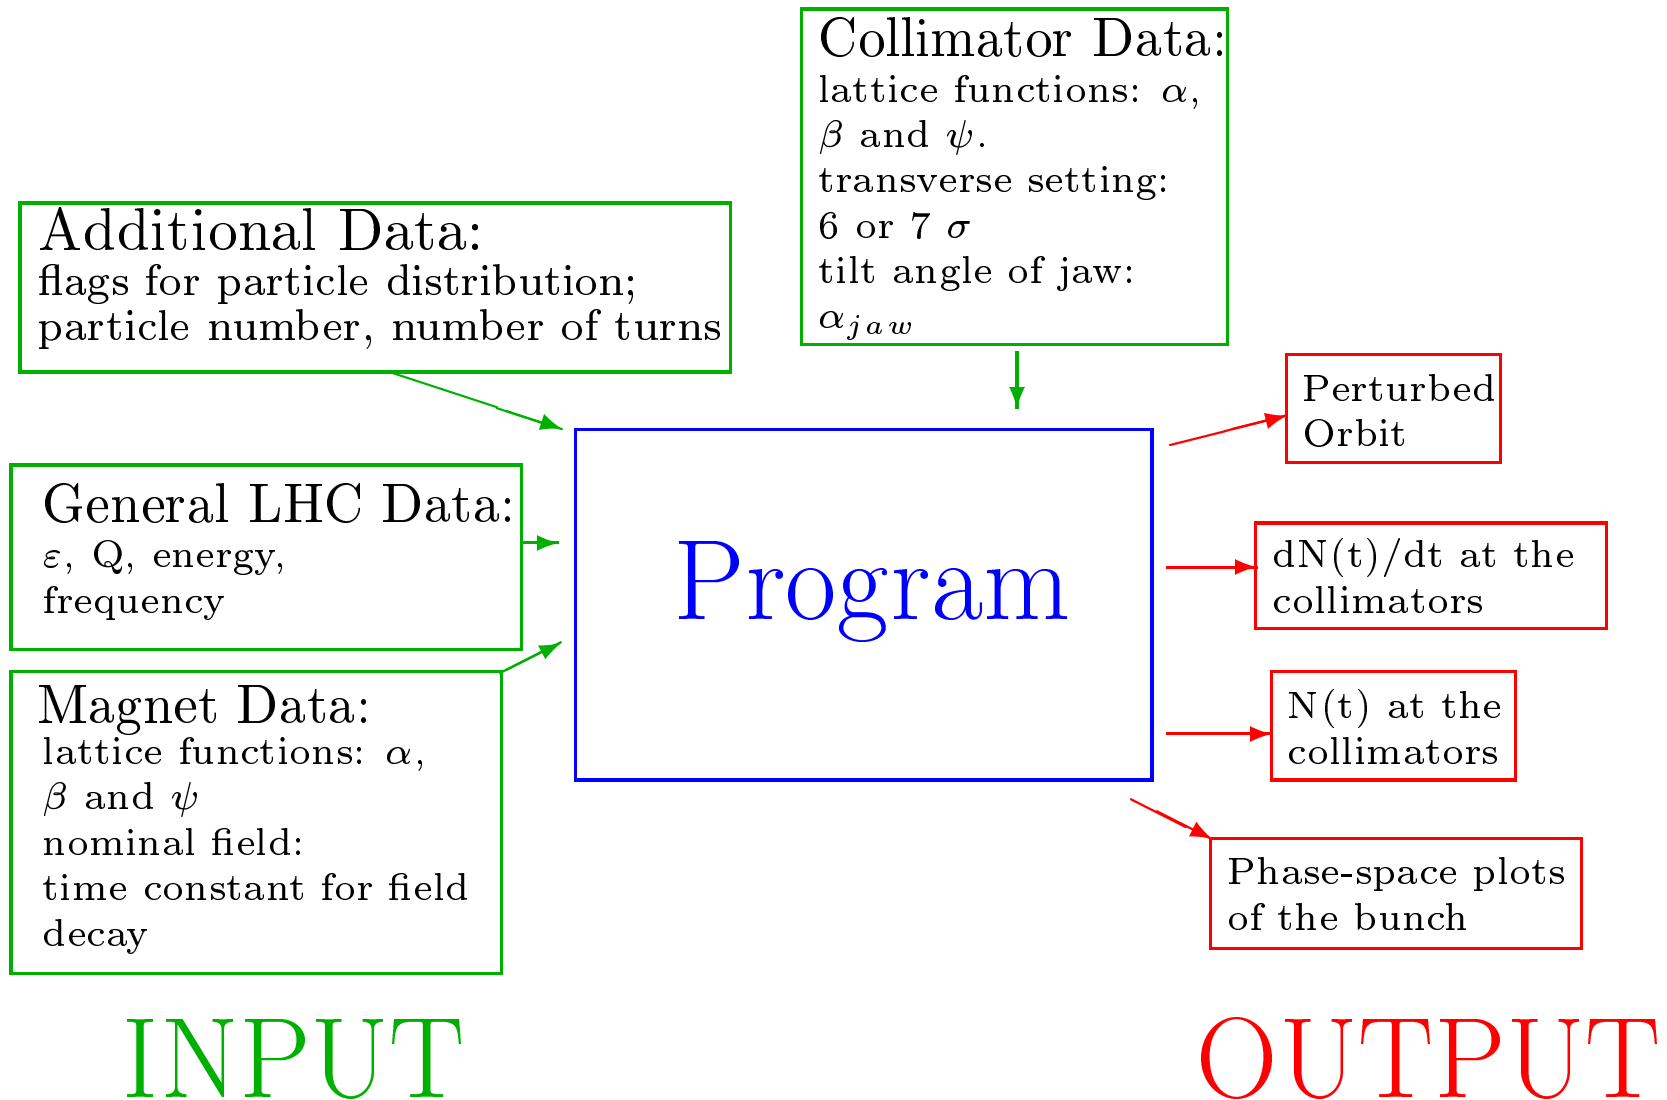 Collimator Data:
lattice functions: α,
β and ψ.
transverse setting:
6 or 7 σ
tilt angle of jaw:
α_jaw
Additional Data:
flags for particle distribution;
particle number, number of turns
General LHC Data:
ε, Q, energy,
frequency
Magnet Data:
lattice functions: α,
β and ψ
nominal field:
time constant for field
decay
Program
Perturbed
Orbit
dN(t)/dt at the
collimators
N(t) at the
collimators
Phase-space plots
of the bunch
INPUT
OUTPUT